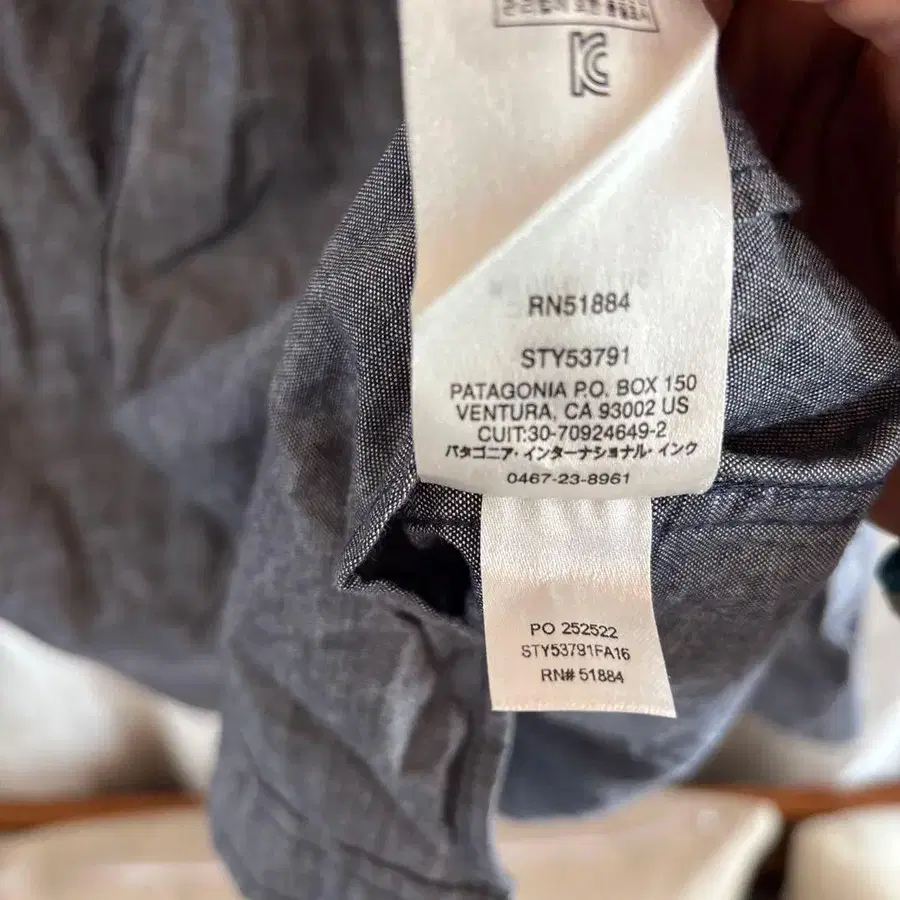 RN51884
STY53791
PATAGONIA P.O. BOX 150
VENTURA, CA 93002 US
CUIT:30-70924649-2
パタゴニア・インターナショナル・インク
0467-23-8961
PO 252522
STY53791FA16
RN# 51884